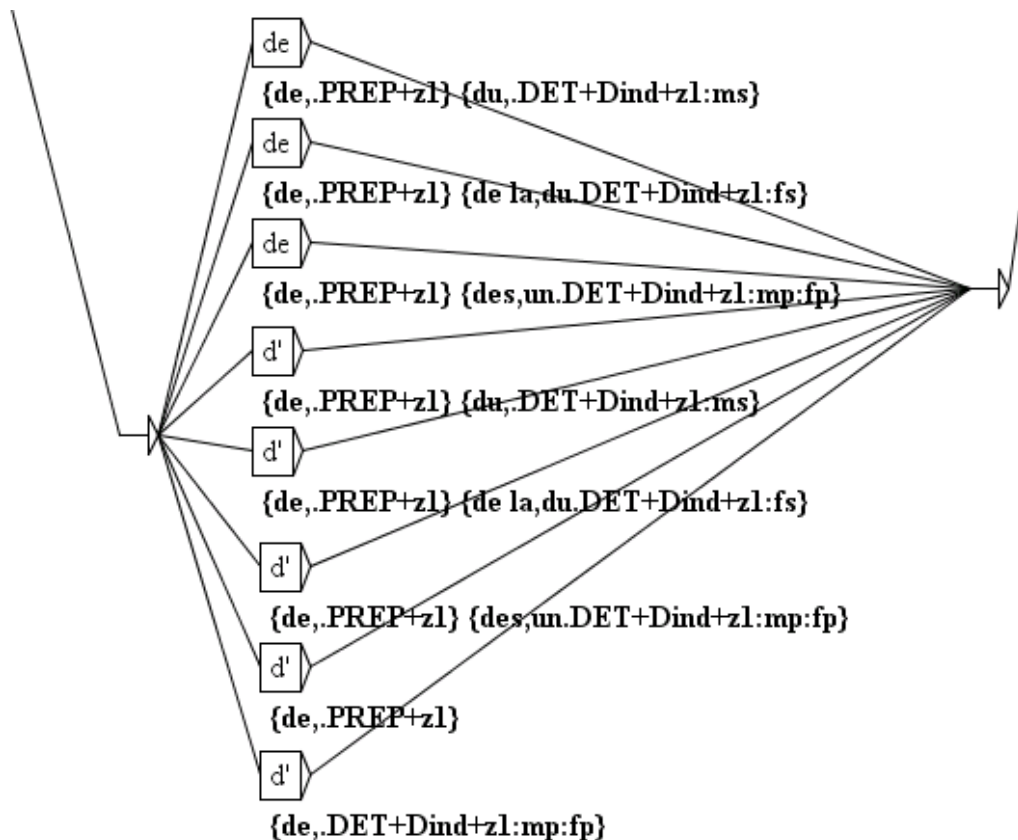 de
{de,.PREP+z1} {du,.DET+Dind+z1:ms}
de
{de,.PREP+z1} {de la,du.DET+Dind+z1:fs}
de
{de,.PREP+z1} {des,un.DET+Dind+z1:mp:fp}
d'
{de,.PREP+z1} {du,.DET+Dind+z1:ms}
d'
{de,.PREP+z1} {de la,du.DET+Dind+z1:fs}
d'
{de,.PREP+z1} {des,un.DET+Dind+z1:mp:fp}
d'
{de,.PREP+z1}
d'
{de,.DET+Dind+z1:mp:fp}